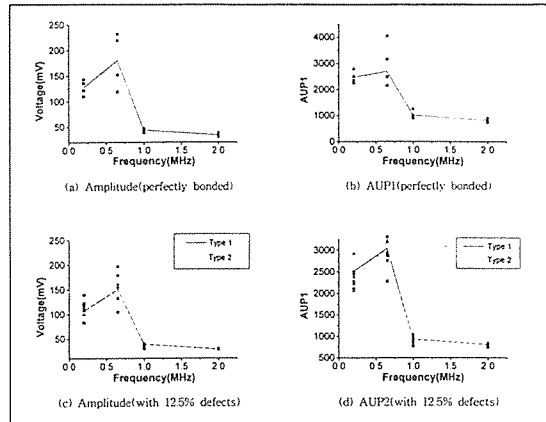 250
200
150
100
50
Voltage(mV)
0.0 0.5 1.0 1.5 2.0
Frequency(MHz)
(a) Amplitude(perfectly bonded)
4000
3000
2000
1000
0
AUP1
0.0 0.5 1.0 1.5 2.0
Frequency(MHz)
(b) AUP1(perfectly bonded)
250
200
150
100
50
Voltage(mV)
Type 1
Type 2
0.0 0.5 1.0 1.5 2.0
Frequency(MHz)
(c) Amplitude(with 12.5% defects)
3000
2500
2000
1500
1000
500
AUP1
Type 1
Type 2
0.0 0.5 1.0 1.5 2.0
Frequency(MHz)
(d) AUP2(with 12.5% defects)